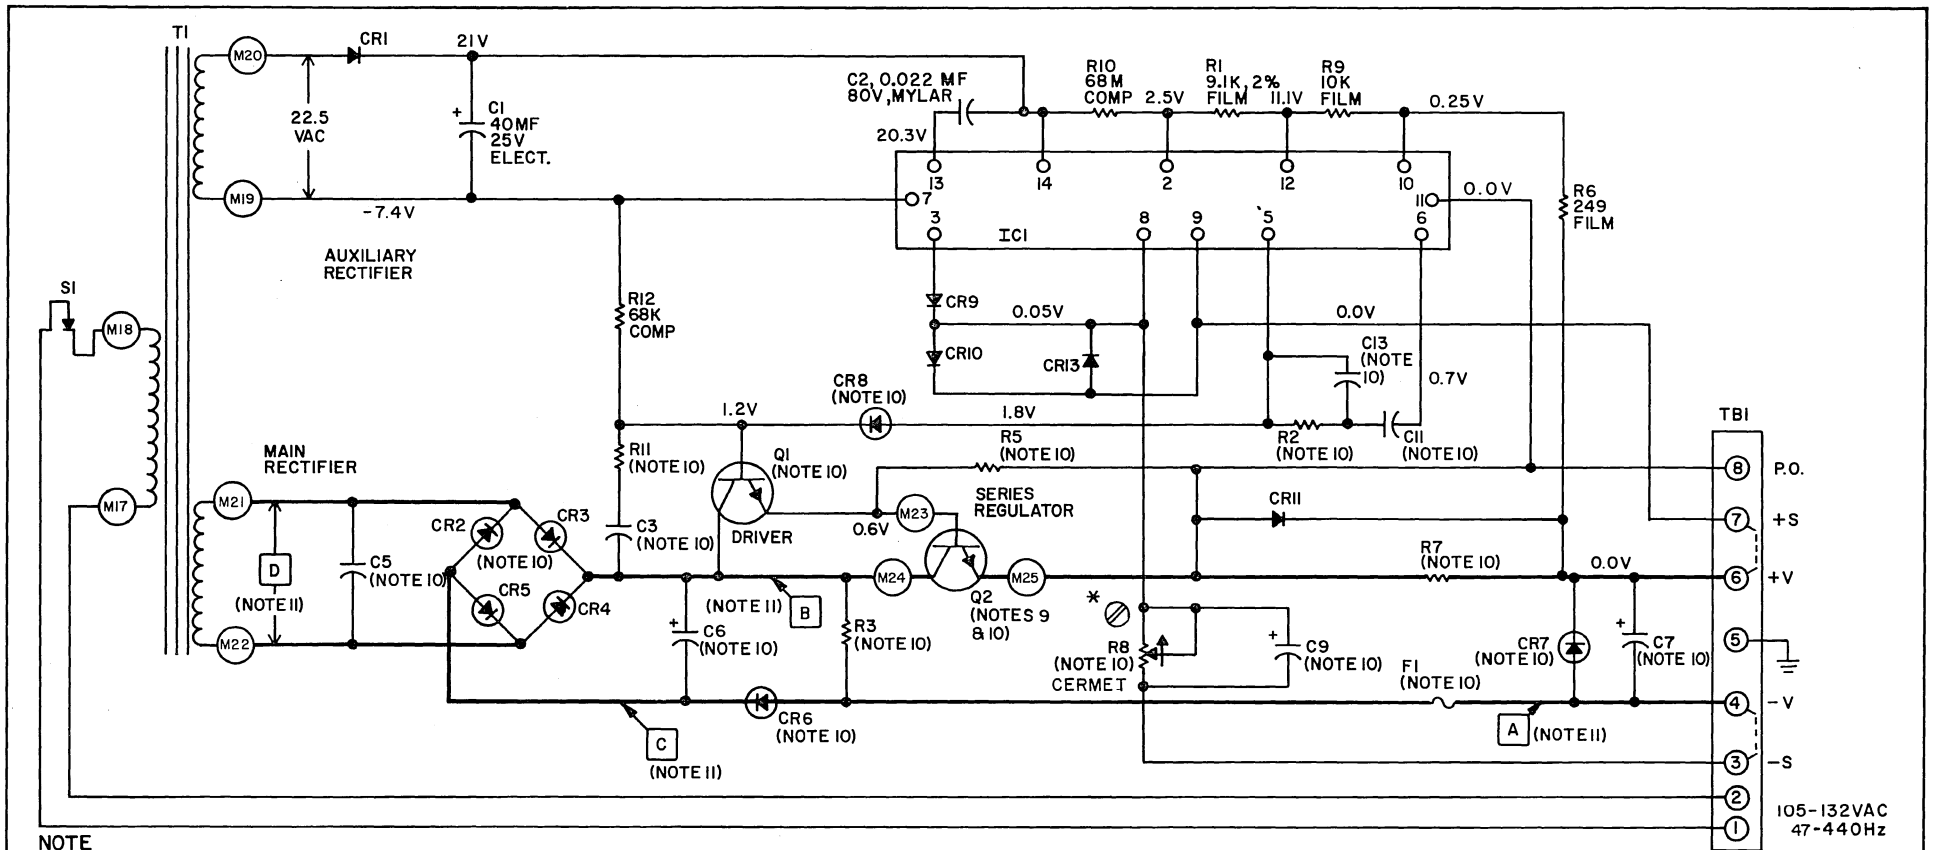 T1
M20
CR1
21V
22.5
VAC
+
C1
40MF
25V
ELECT.
M19
-7.4V
AUXILIARY
RECTIFIER
C2, 0.022 MF
80V, MYLAR
20.3V
R10
68M
COMP
2.5V
R1
9.1K, 2%
FILM
11.1V
R9
10K
FILM
0.25V
13
14
2
12
10
7
3
IC1
8
9
5
11
6
0.0V
R6
249
FILM
S1
M18
M17
R12
68K
COMP
CR9
0.05V
CR10
CR13
0.0V
C13
(NOTE
10)
0.7V
CR8
(NOTE 10)
1.2V
1.8V
R2
(NOTE 10)
C11
(NOTE 10)
MAIN
RECTIFIER
R11
(NOTE 10)
Q1
(NOTE 10)
R5
(NOTE 10)
SERIES
REGULATOR
DRIVER
0.6V
M23
M21
D
(NOTE 11)
M22
C5
(NOTE 10)
CR2
CR3
(NOTE 10)
CR5
CR4
C3
(NOTE 10)
+
C6
(NOTE 10)
(NOTE 11)
B
R3
(NOTE 10)
M24
Q2
(NOTES 9
& 10)
M25
CR11
R7
(NOTE 10)
0.0V
*
R8
(NOTE 10)
CERMET
+
C9
(NOTE 10)
F1
(NOTE 10)
CR7
(NOTE 10)
+
C7
(NOTE 10)
C
(NOTE 11)
CR6
(NOTE 10)
A
(NOTE 11)
TB1
8 P.O.
7 +S
6 +V
5
4 -V
3 -S
2
1
105-132VAC
47-440Hz
NOTE